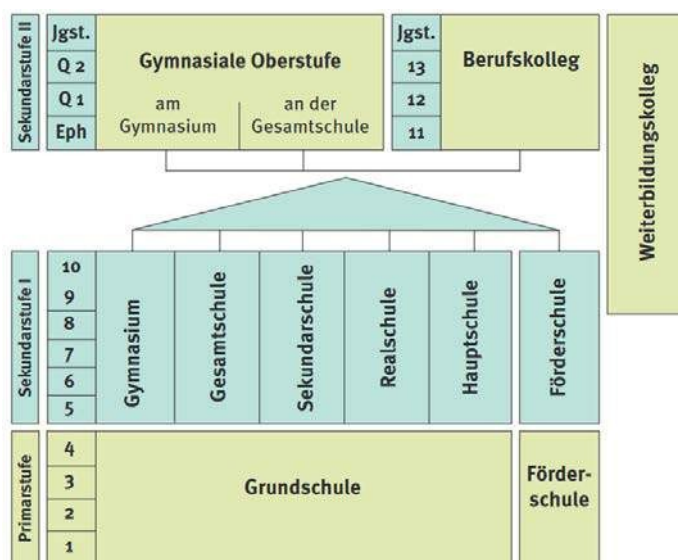 Sekundarstufe II
Jgst.
Q 2
Q 1
Eph
Gymnasiale Oberstufe
am
Gymnasium
an der
Gesamtschule
Jgst.
13
12
11
Berufskolleg
Weiterbildungskolleg
Sekundarstufe I
10
9
8
7
6
5
Gymnasium
Gesamtschule
Sekundarschule
Realschule
Hauptschule
Förderschule
Primarstufe
4
3
2
1
Grundschule
Förder-
schule